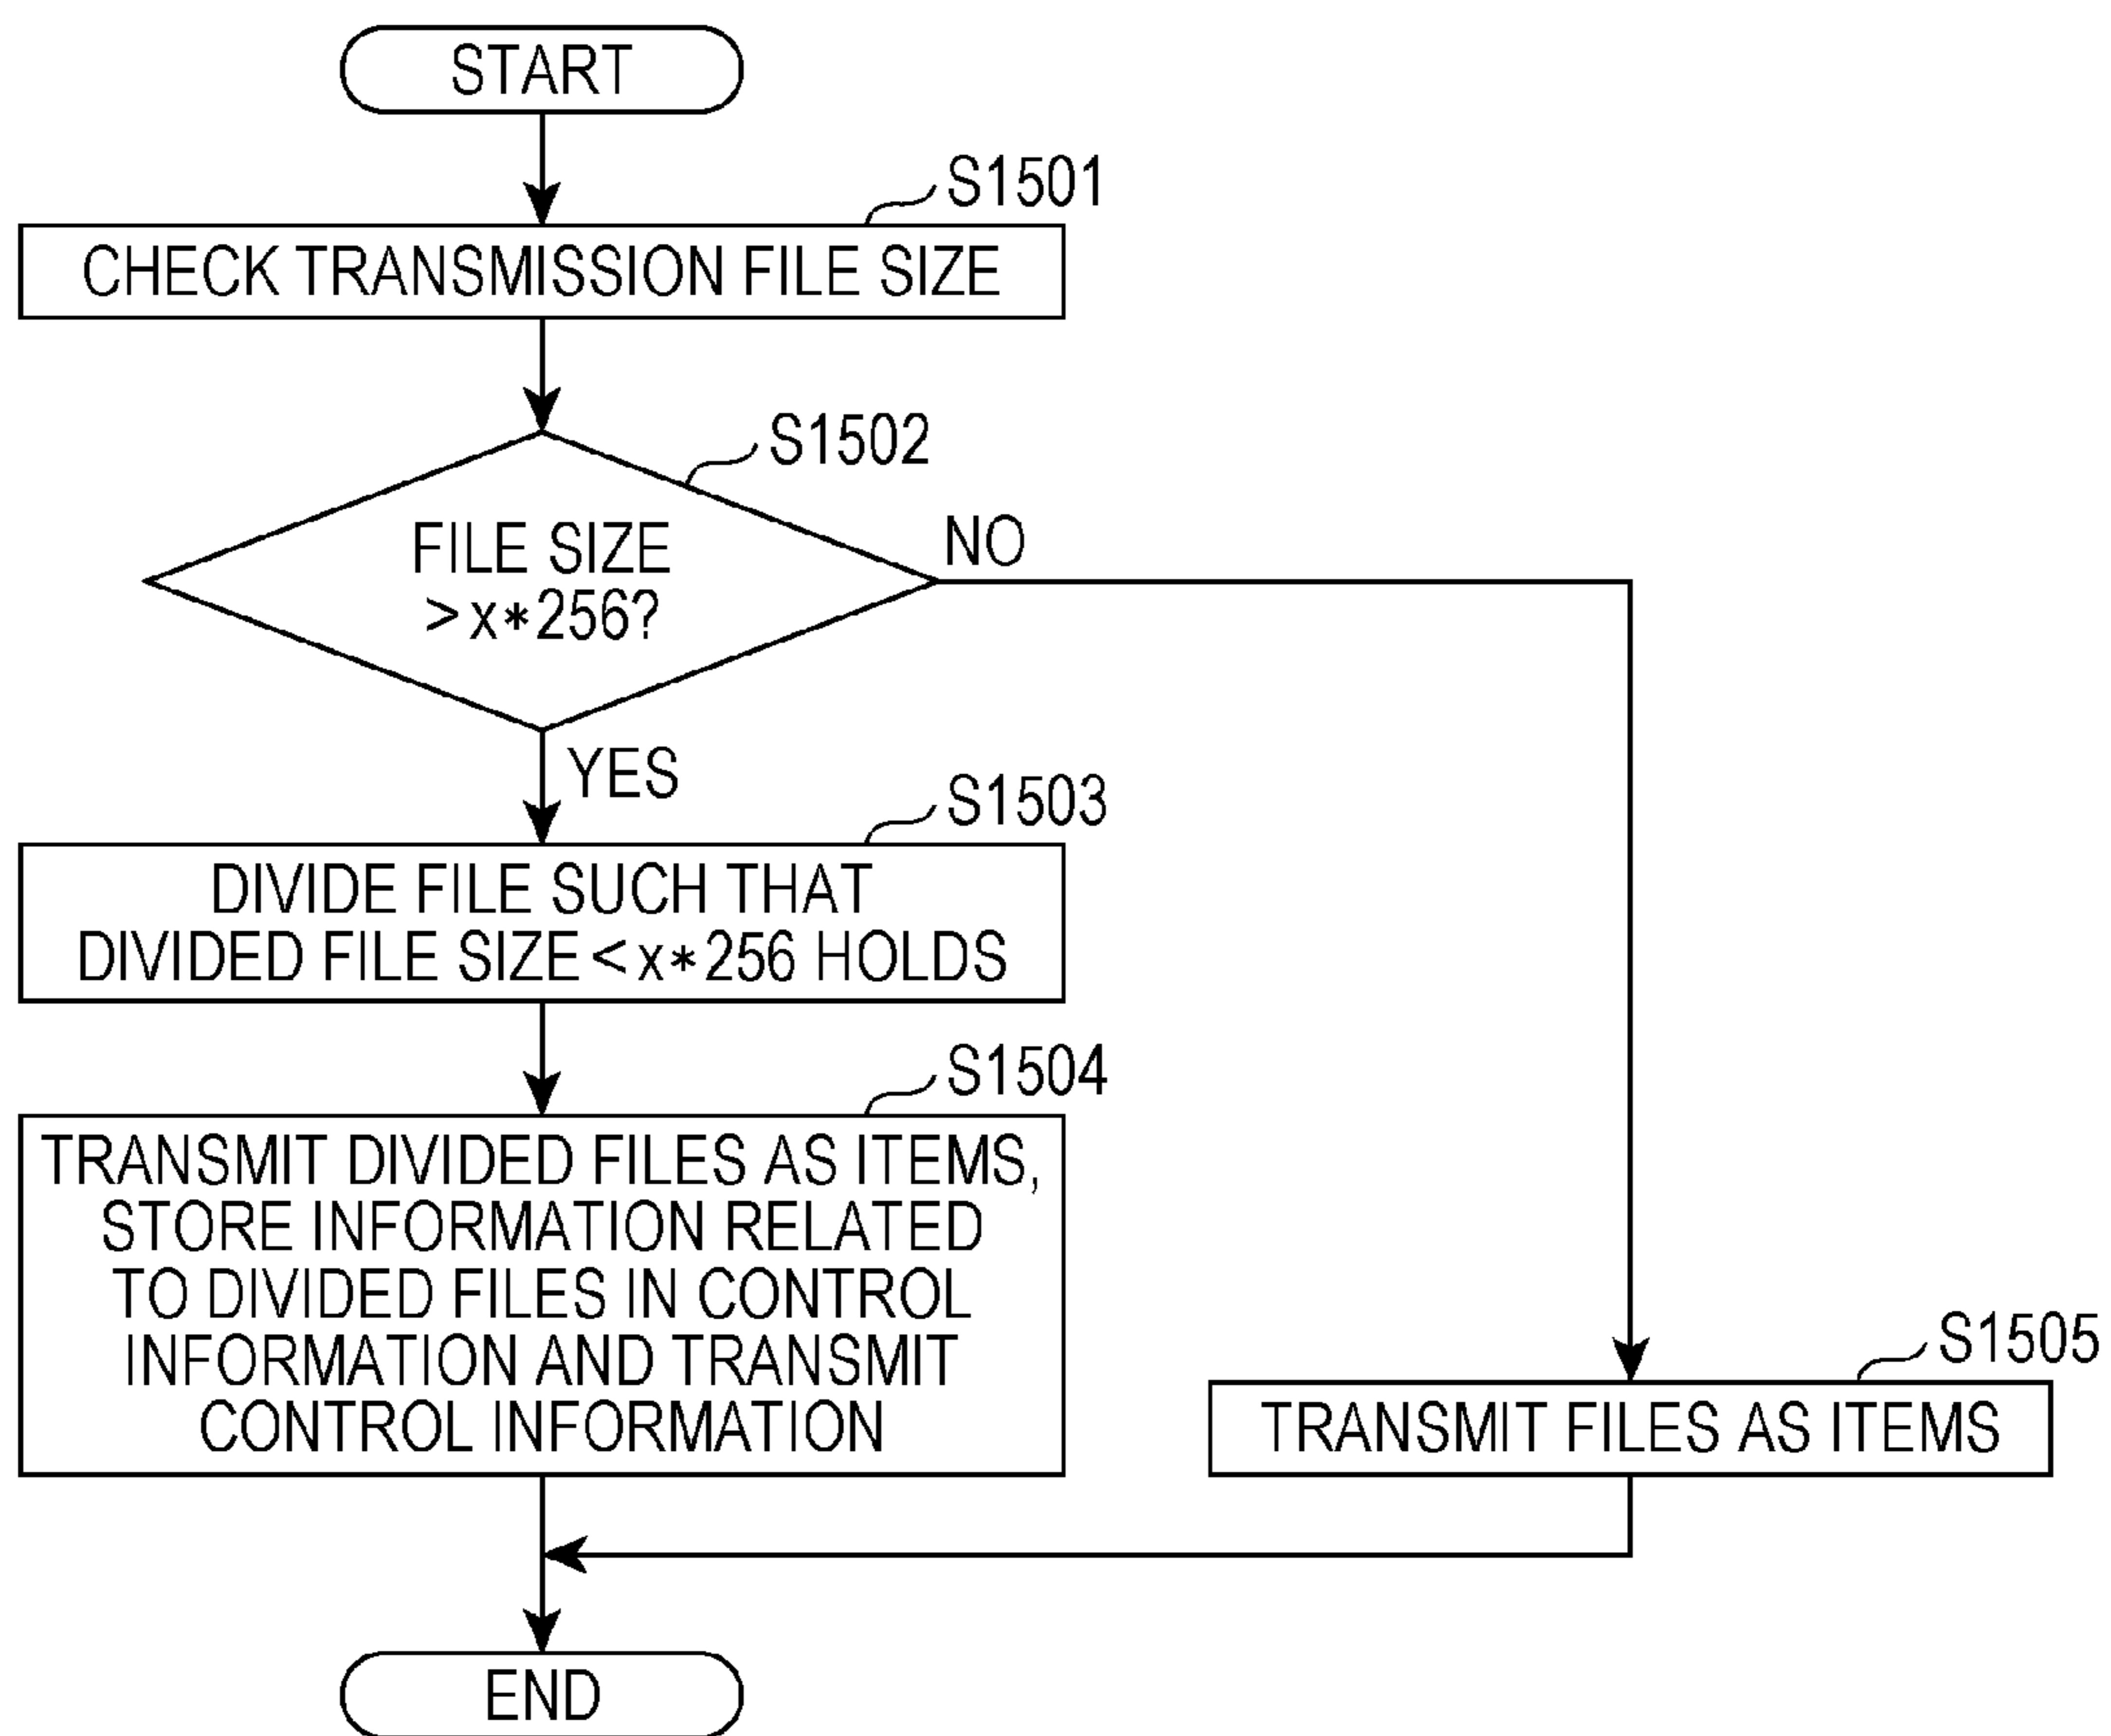 START
S1501
CHECK TRANSMISSION FILE SIZE
S1502
FILE SIZE
>x*256?
NO
YES
S1503
DIVIDE FILE SUCH THAT
DIVIDED FILE SIZE<x*256 HOLDS
S1504
TRANSMIT DIVIDED FILES AS ITEMS,
STORE INFORMATION RELATED
TO DIVIDED FILES IN CONTROL
INFORMATION AND TRANSMIT
CONTROL INFORMATION
S1505
TRANSMIT FILES AS ITEMS
END